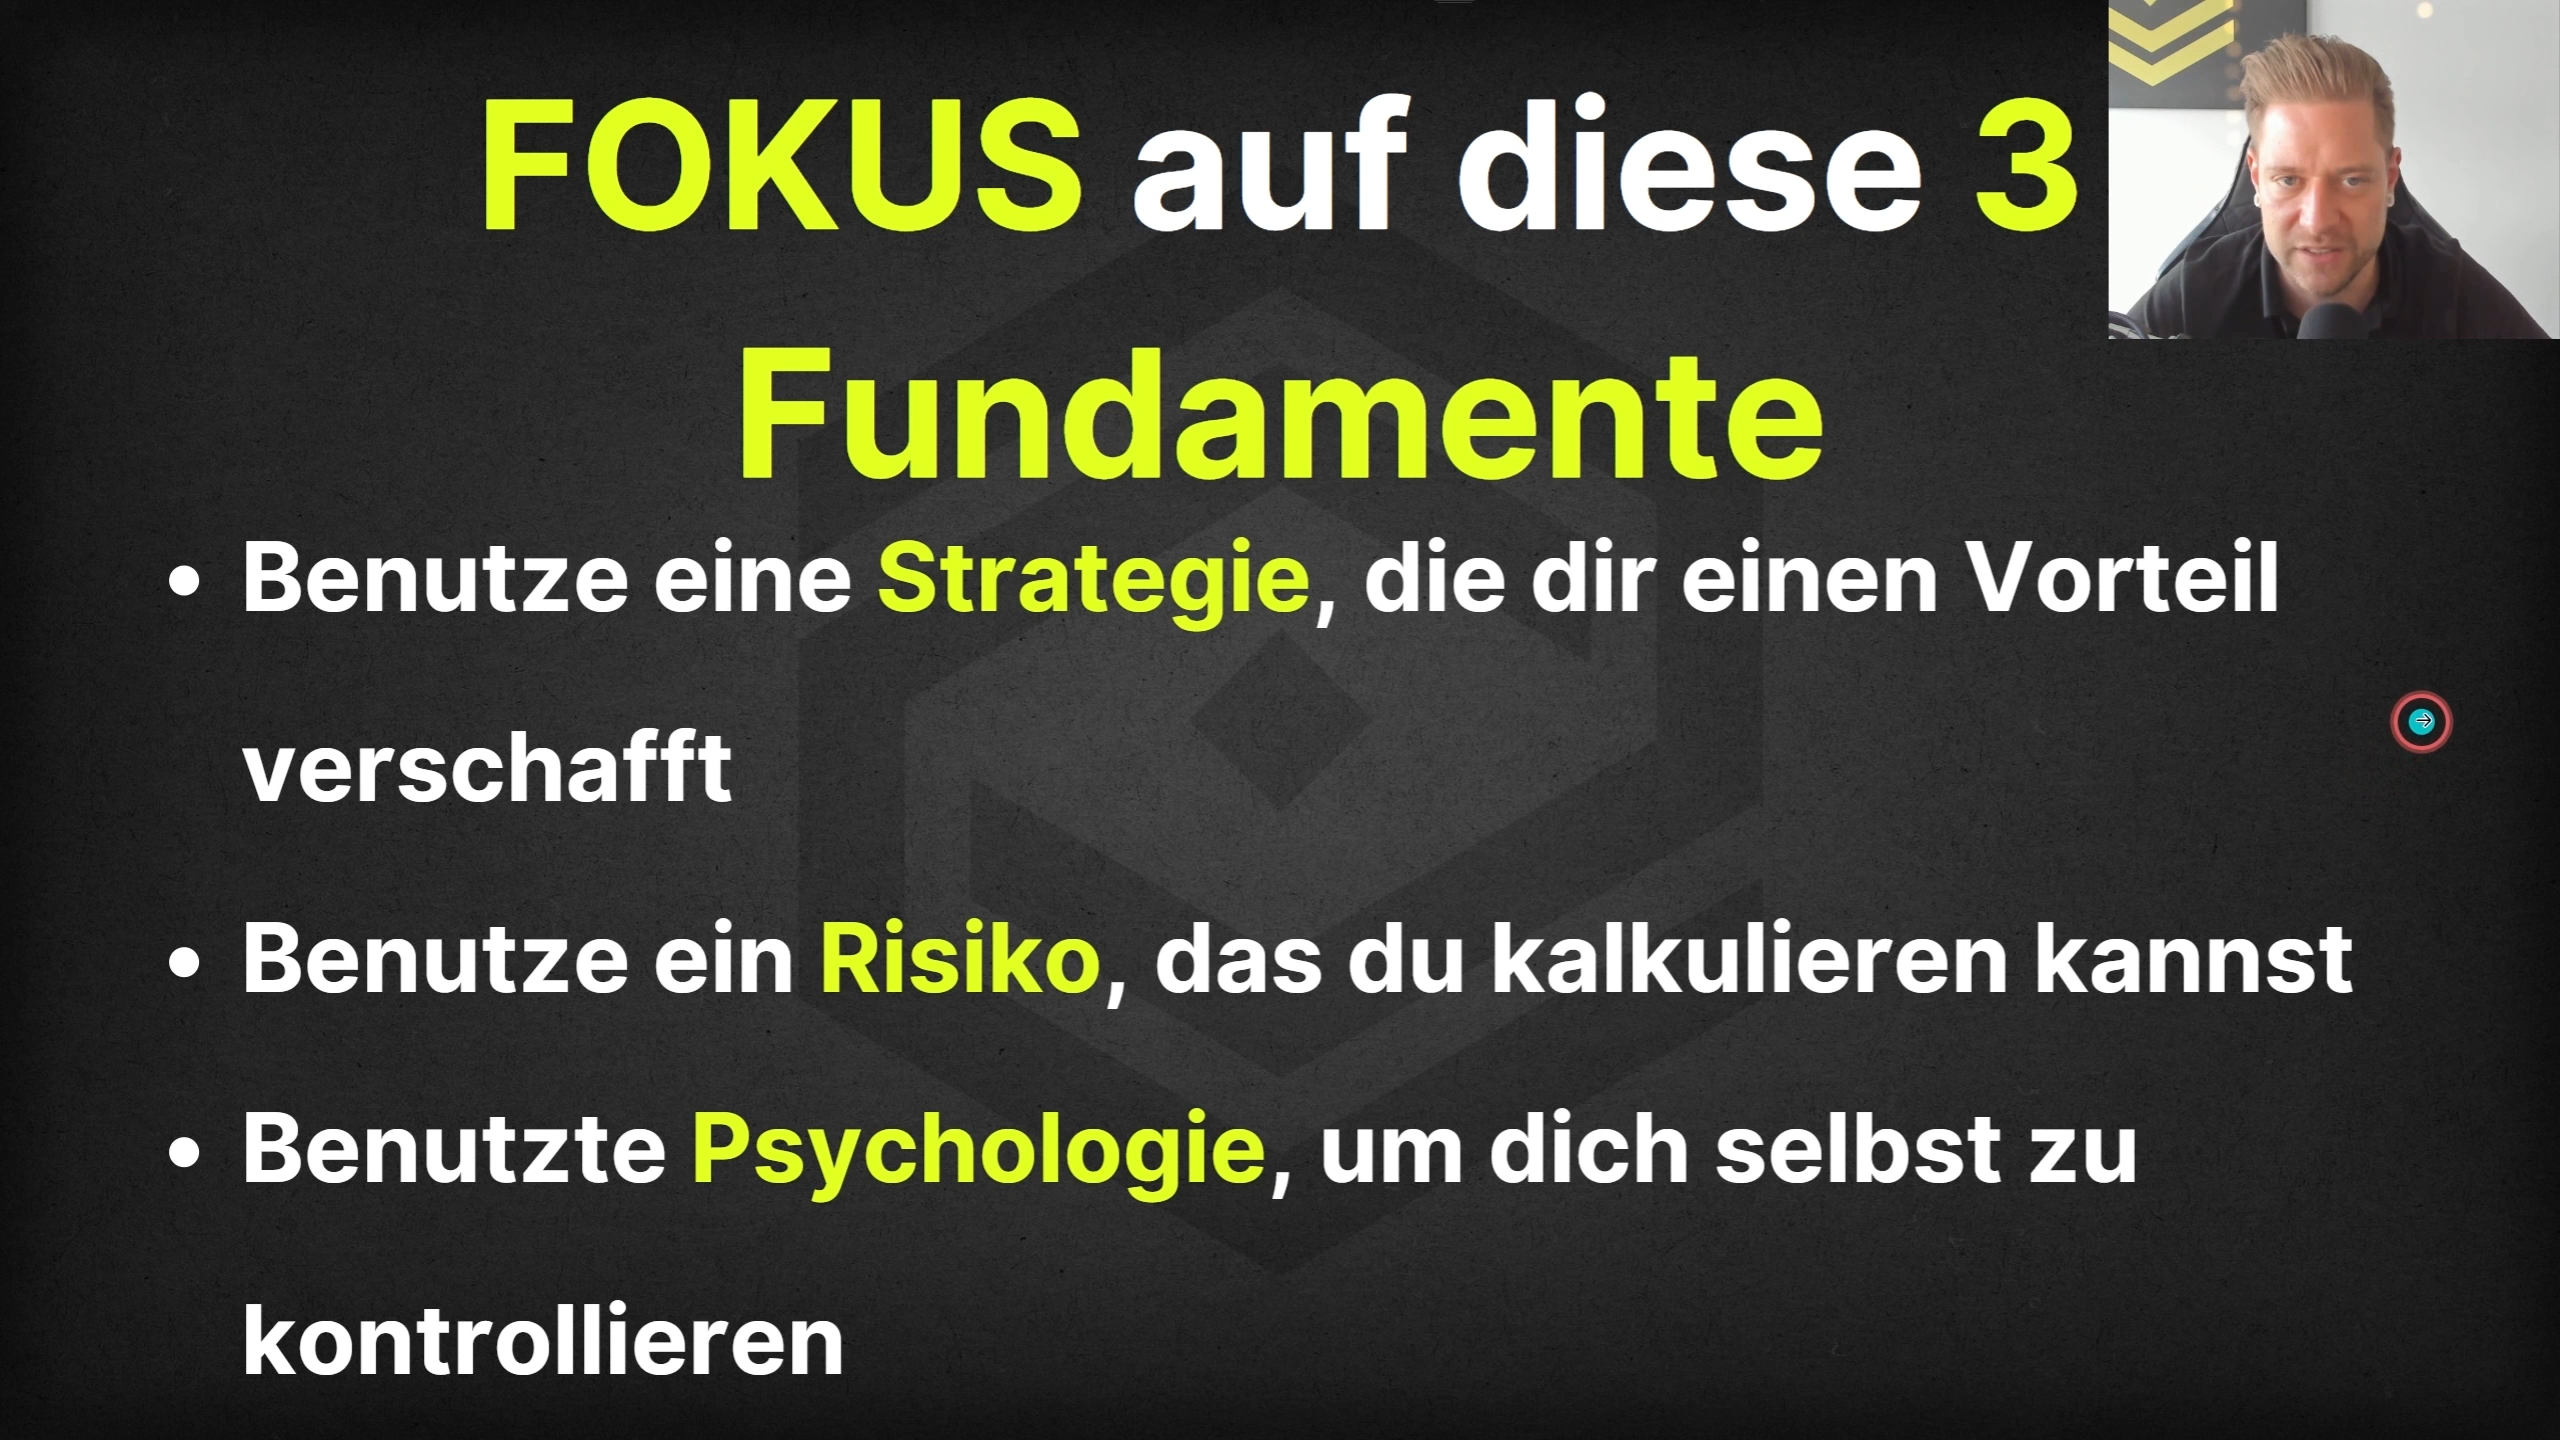 FOKUS auf diese 3
Fundamente
• Benutze eine Strategie, die dir einen Vorteil
verschafft
• Benutze ein Risiko, das du kalkulieren kannst
• Benutzte Psychologie, um dich selbst zu
kontrollieren